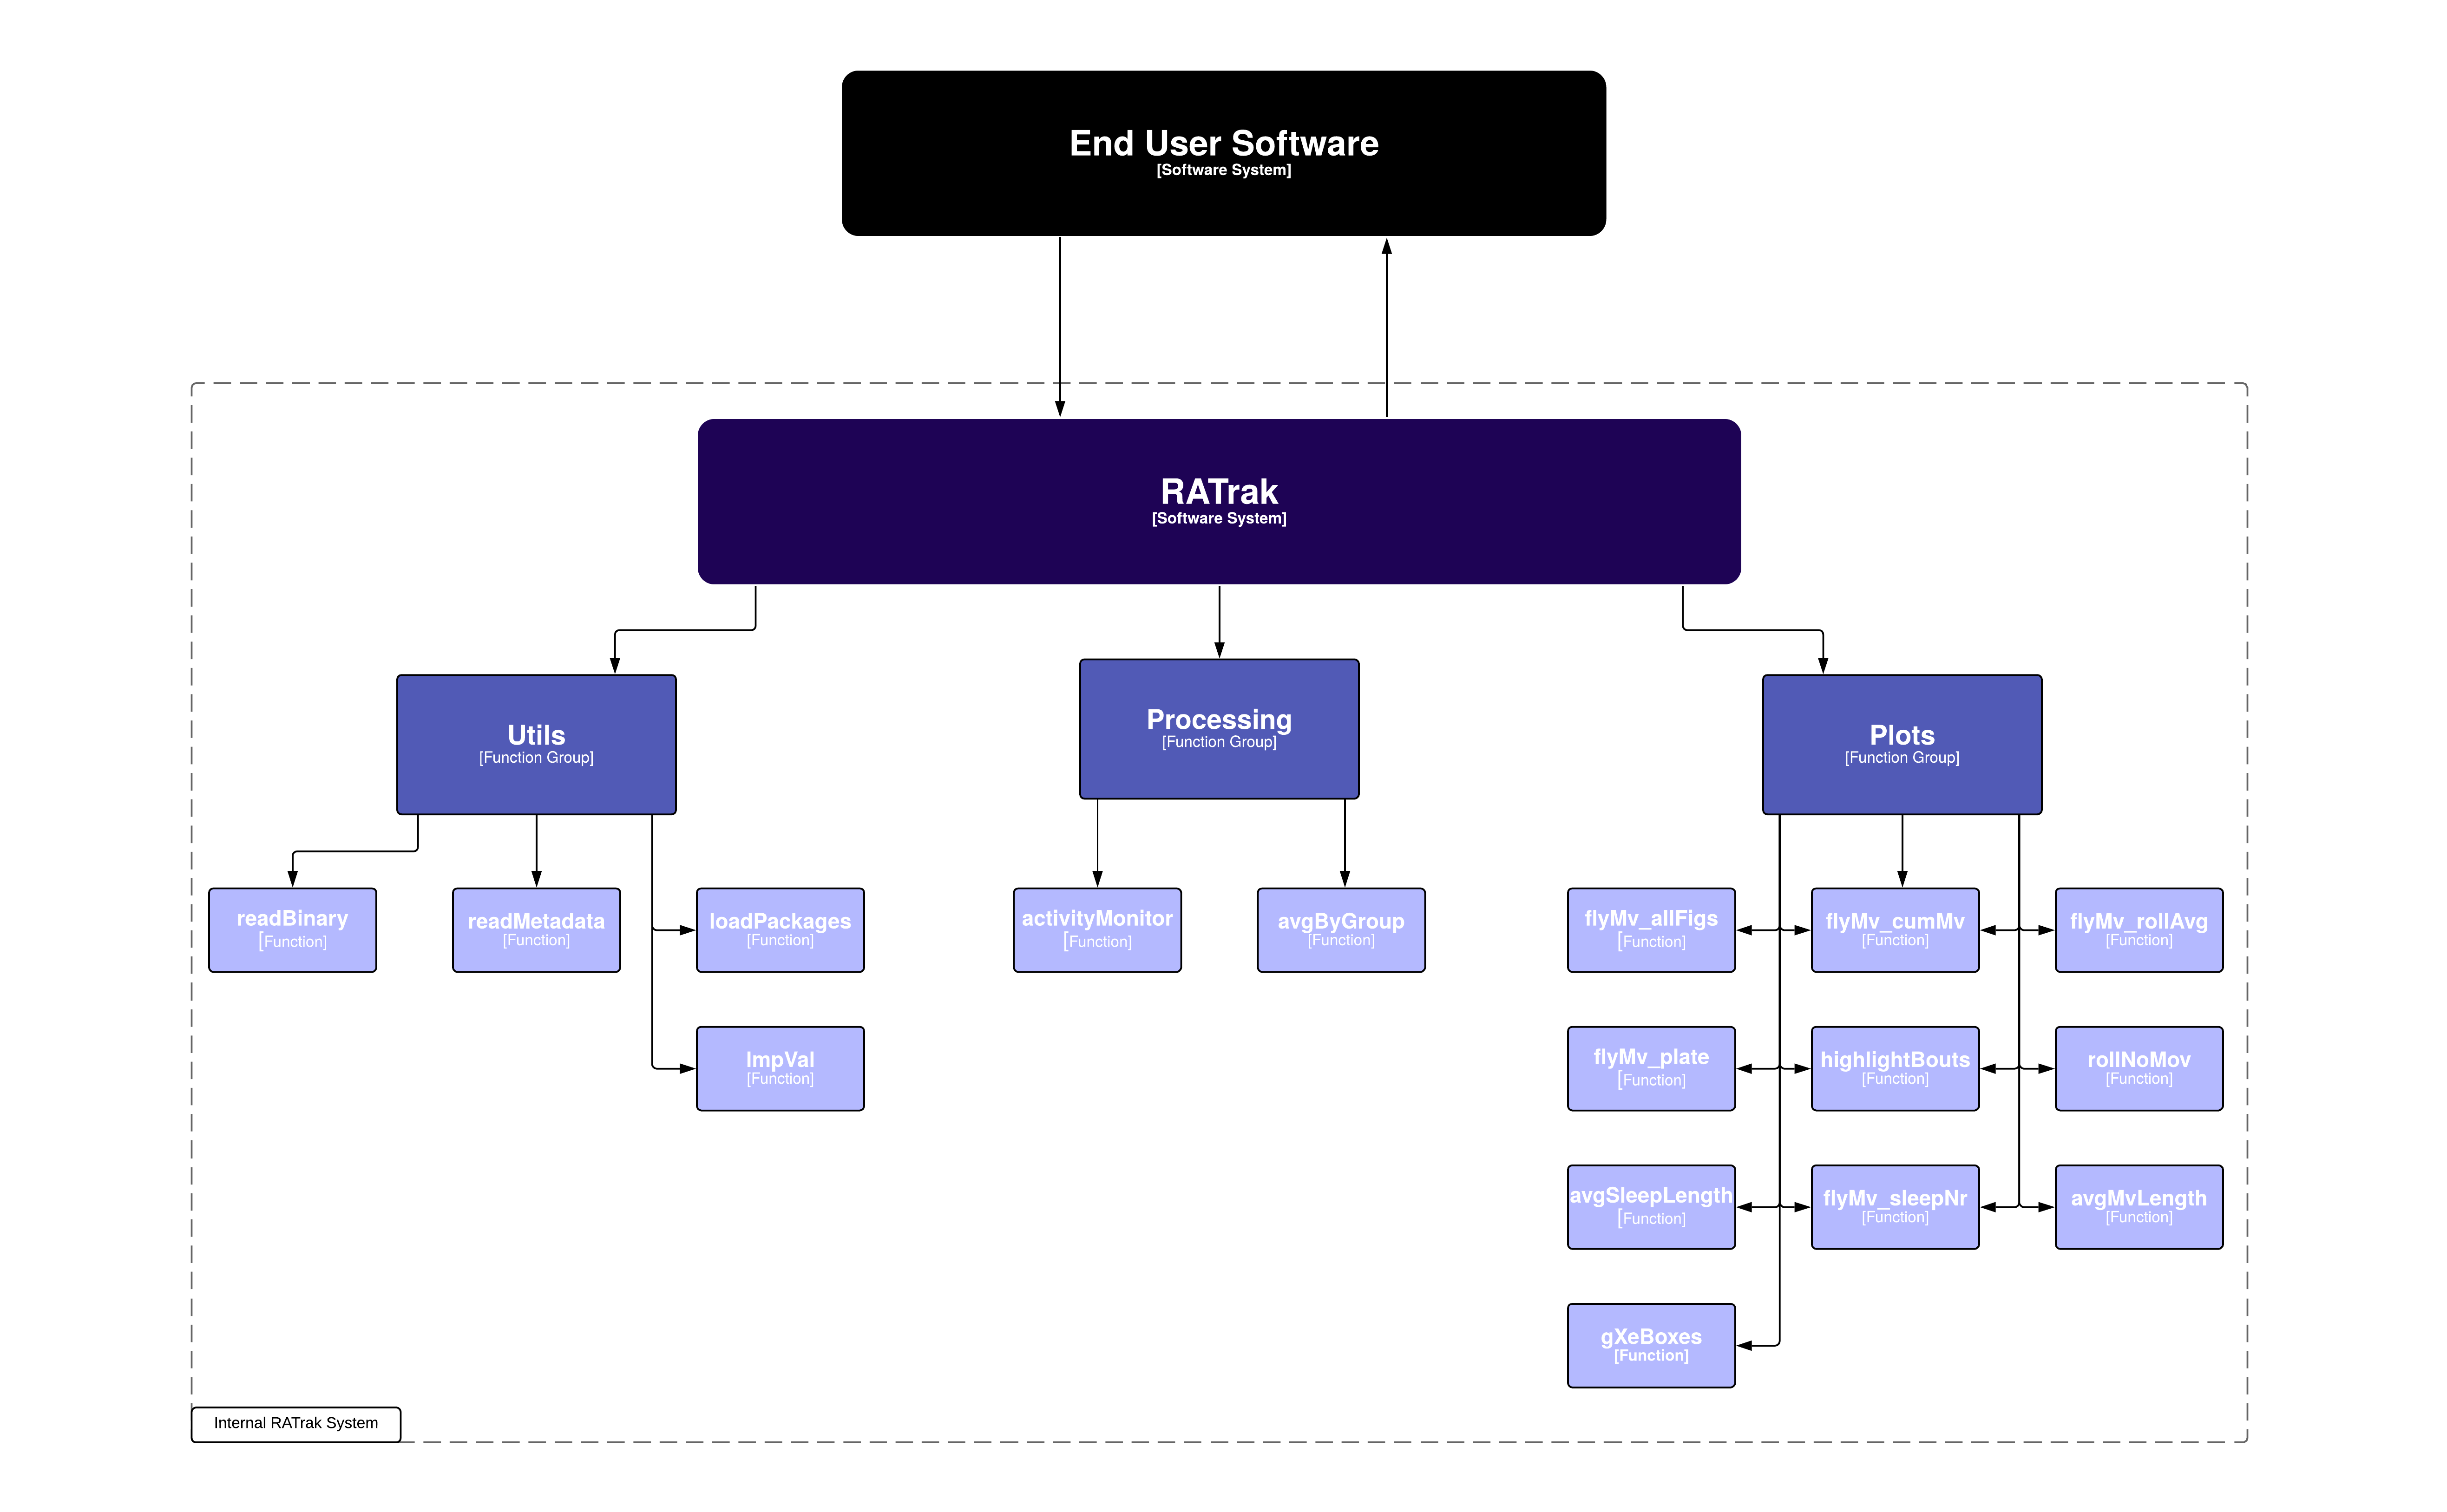 End User Software
[Software System]
RATrak
[Software System]
Utils
[Function Group]
Processing
[Function Group]
Plots
[Function Group]
readBinary
[Function]
readMetadata
[Function]
loadPackages
[Function]
activityMonitor
[Function]
avgByGroup
[Function]
flyMv_allFigs
[Function]
flyMv_cumMv
[Function]
flyMv_rollAvg
[Function]
ImpVal
[Function]
flyMv_plate
[Function]
highlightBouts
[Function]
rollNoMov
[Function]
avgSleepLength
[Function]
flyMv_sleepNr
[Function]
avgMvLength
[Function]
gXeBoxes
[Function]
Internal RATrak System